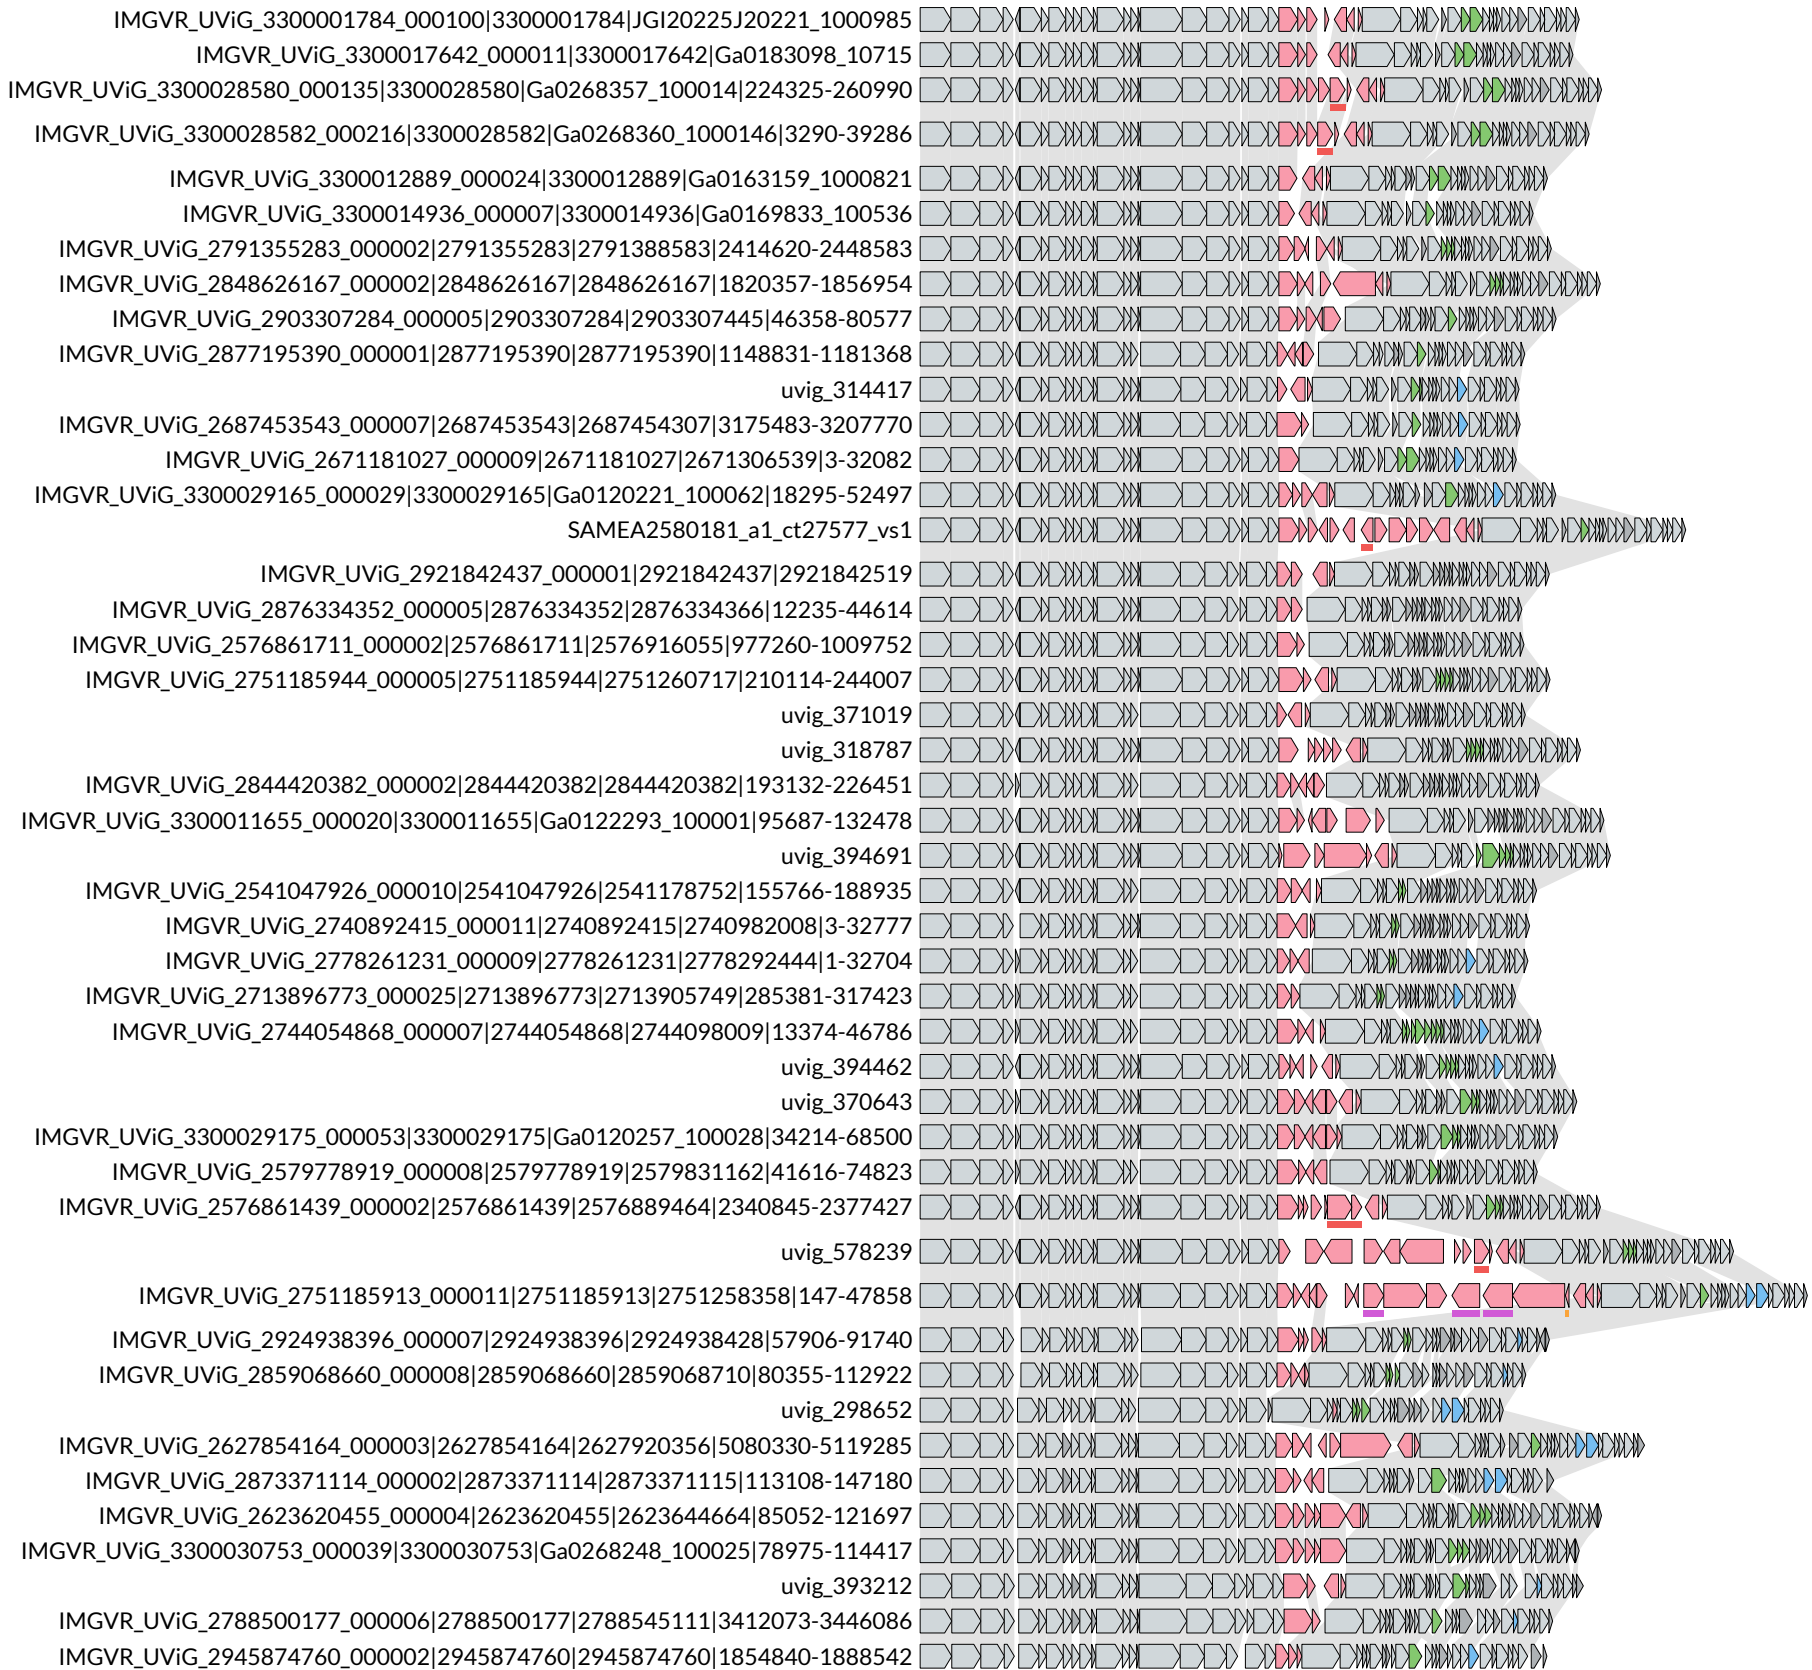 IMGVR_UViG_3300001784_000100|3300001784|JGI20225J20221_1000985
IMGVR_UViG_3300017642_000011|3300017642|Ga0183098_10715
IMGVR_UViG_3300028580_000135|3300028580|Ga0268357_100014|224325-260990
IMGVR_UViG_3300028582_000216|3300028582|Ga0268360_1000146|3290-39286
IMGVR_UViG_3300012889_000024|3300012889|Ga0163159_1000821
IMGVR_UViG_3300014936_000007|3300014936|Ga0169833_100536
IMGVR_UViG_2791355283_000002|2791355283|2791388583|2414620-2448583
IMGVR_UViG_2848626167_000002|2848626167|2848626167|1820357-1856954
IMGVR_UViG_2903307284_000005|2903307284|2903307445|46358-80577
IMGVR_UViG_2877195390_000001|2877195390|2877195390|1148831-1181368
uvig_314417
IMGVR_UViG_2687453543_000007|2687453543|2687454307|3175483-3207770
IMGVR_UViG_2671181027_000009|2671181027|2671306539|3-32082
IMGVR_UViG_3300029165_000029|3300029165|Ga0120221_100062|18295-52497
SAMEA2580181_a1_ct27577_vs1
IMGVR_UViG_2921842437_000001|2921842437|2921842519
IMGVR_UViG_2876334352_000005|2876334352|2876334366|12235-44614
IMGVR_UViG_2576861711_000002|2576861711|2576916055|977260-1009752
IMGVR_UViG_2751185944_000005|2751185944|2751260717|210114-244007
uvig_371019
uvig_318787
IMGVR_UViG_2844420382_000002|2844420382|2844420382|193132-226451
IMGVR_UViG_3300011655_000020|3300011655|Ga0122293_100001|95687-132478
uvig_394691
IMGVR_UViG_2541047926_000010|2541047926|2541178752|155766-188935
IMGVR_UViG_2740892415_000011|2740892415|2740982008|3-32777
IMGVR_UViG_2778261231_000009|2778261231|2778292444|1-32704
IMGVR_UViG_2713896773_000025|2713896773|2713905749|285381-317423
IMGVR_UViG_2744054868_000007|2744054868|2744098009|13374-46786
uvig_394462
uvig_370643
IMGVR_UViG_3300029175_000053|3300029175|Ga0120257_100028|34214-68500
IMGVR_UViG_2579778919_000008|2579778919|2579831162|41616-74823
IMGVR_UViG_2576861439_000002|2576861439|2576889464|2340845-2377427
uvig_578239
IMGVR_UViG_2751185913_000011|2751185913|2751258358|147-47858
IMGVR_UViG_2924938396_000007|2924938396|2924938428|57906-91740
IMGVR_UViG_2859068660_000008|2859068660|2859068710|80355-112922
uvig_298652
IMGVR_UViG_2627854164_000003|2627854164|2627920356|5080330-5119285
IMGVR_UViG_2873371114_000002|2873371114|2873371115|113108-147180
IMGVR_UViG_2623620455_000004|2623620455|2623644664|85052-121697
IMGVR_UViG_3300030753_000039|3300030753|Ga0268248_100025|78975-114417
uvig_393212
IMGVR_UViG_2788500177_000006|2788500177|2788545111|3412073-3446086
IMGVR_UViG_2945874760_000002|2945874760|2945874760|1854840-1888542